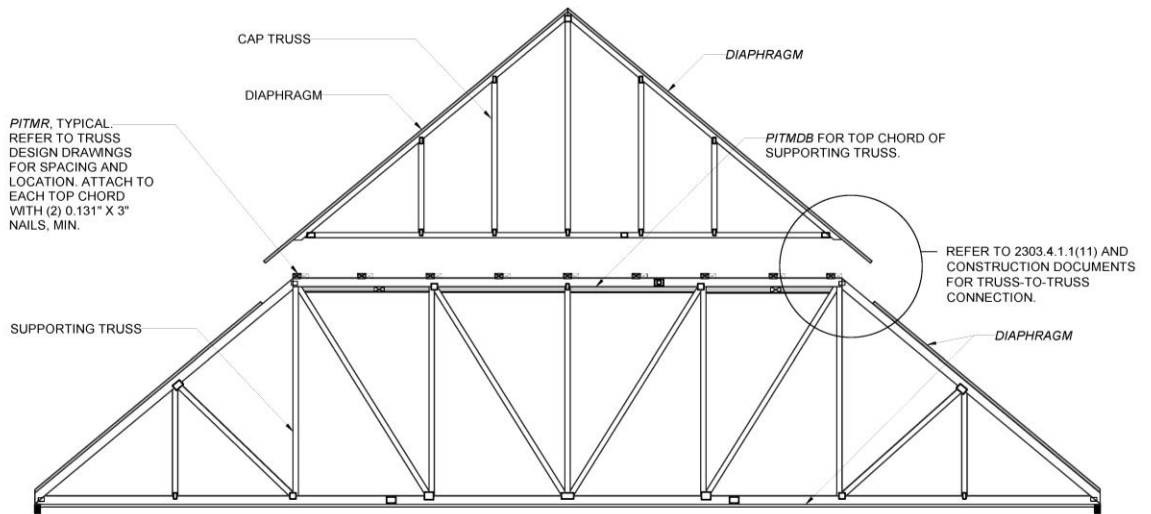 CAP TRUSS
DIAPHRAGM
DIAPHRAGM
PITMR, TYPICAL.
REFER TO TRUSS
DESIGN DRAWINGS
FOR SPACING AND
LOCATION. ATTACH TO
EACH TOP CHORD
WITH (2) 0.131" X 3"
NAILS, MIN.
PITMDB FOR TOP CHORD OF
SUPPORTING TRUSS.
REFER TO 2303.4.1.1(11) AND
CONSTRUCTION DOCUMENTS
FOR TRUSS-TO-TRUSS
CONNECTION.
SUPPORTING TRUSS
DIAPHRAGM